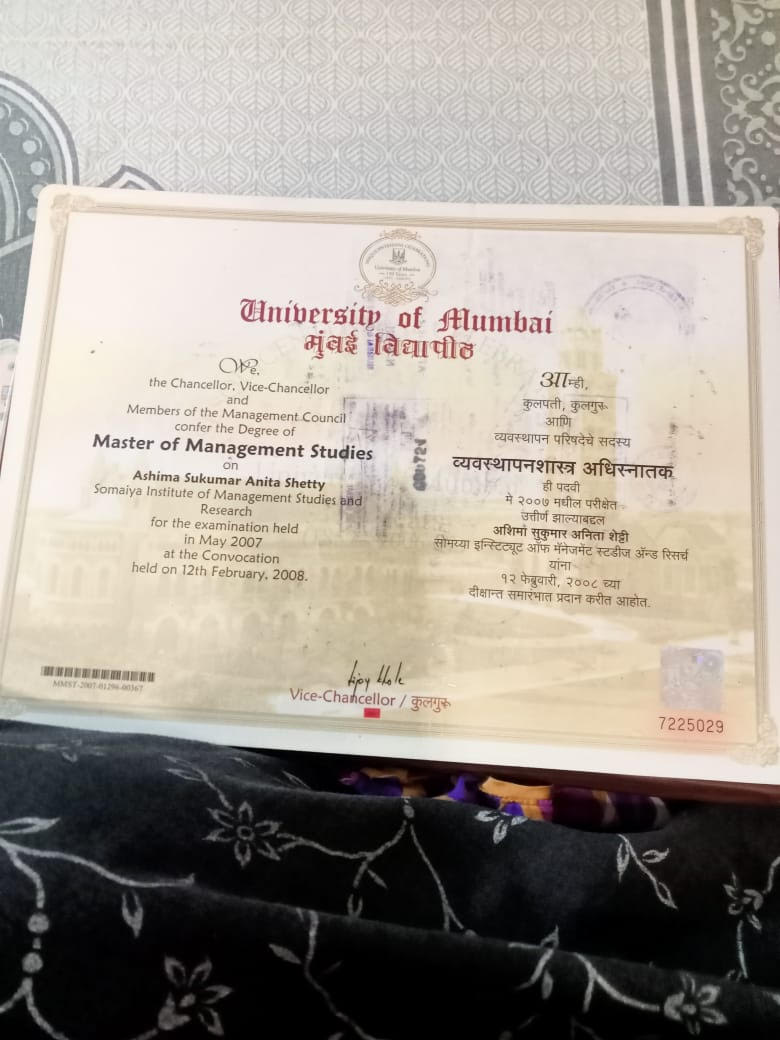 University of Mumbai
मुंबई विद्यापीठ
We,
the Chancellor, Vice-Chancellor
and
Members of the Management Council
confer the Degree of
Master of Management Studies
on
Ashima Sukumar Anita Shetty
Somaiya Institute of Management Studies and
Research
for the examination held
in May 2007
at the Convocation
held on 12th February, 2008.
आम्ही,
कुलपती, कुलगुरू
आणि
व्यवस्थापन परिषदेचे सदस्य
व्यवस्थापनशास्त्र अधिस्नातक
ही पदवी
मे २००७ मधील परीक्षेत
उत्तीर्ण झाल्याबद्दल
अशिमा सुकुमार अनिता शेट्टी
सोमय्या इन्स्टिट्यूट ऑफ मॅनेजमेंट स्टडीज अ‍ॅन्ड रिसर्च
यांना
१२ फेब्रुवारी, २००८ च्या
दीक्षान्त समारंभात प्रदान करीत आहोत.
MMST-2007-01296-00367
Vice-Chancellor / कुलगुरू
7225029